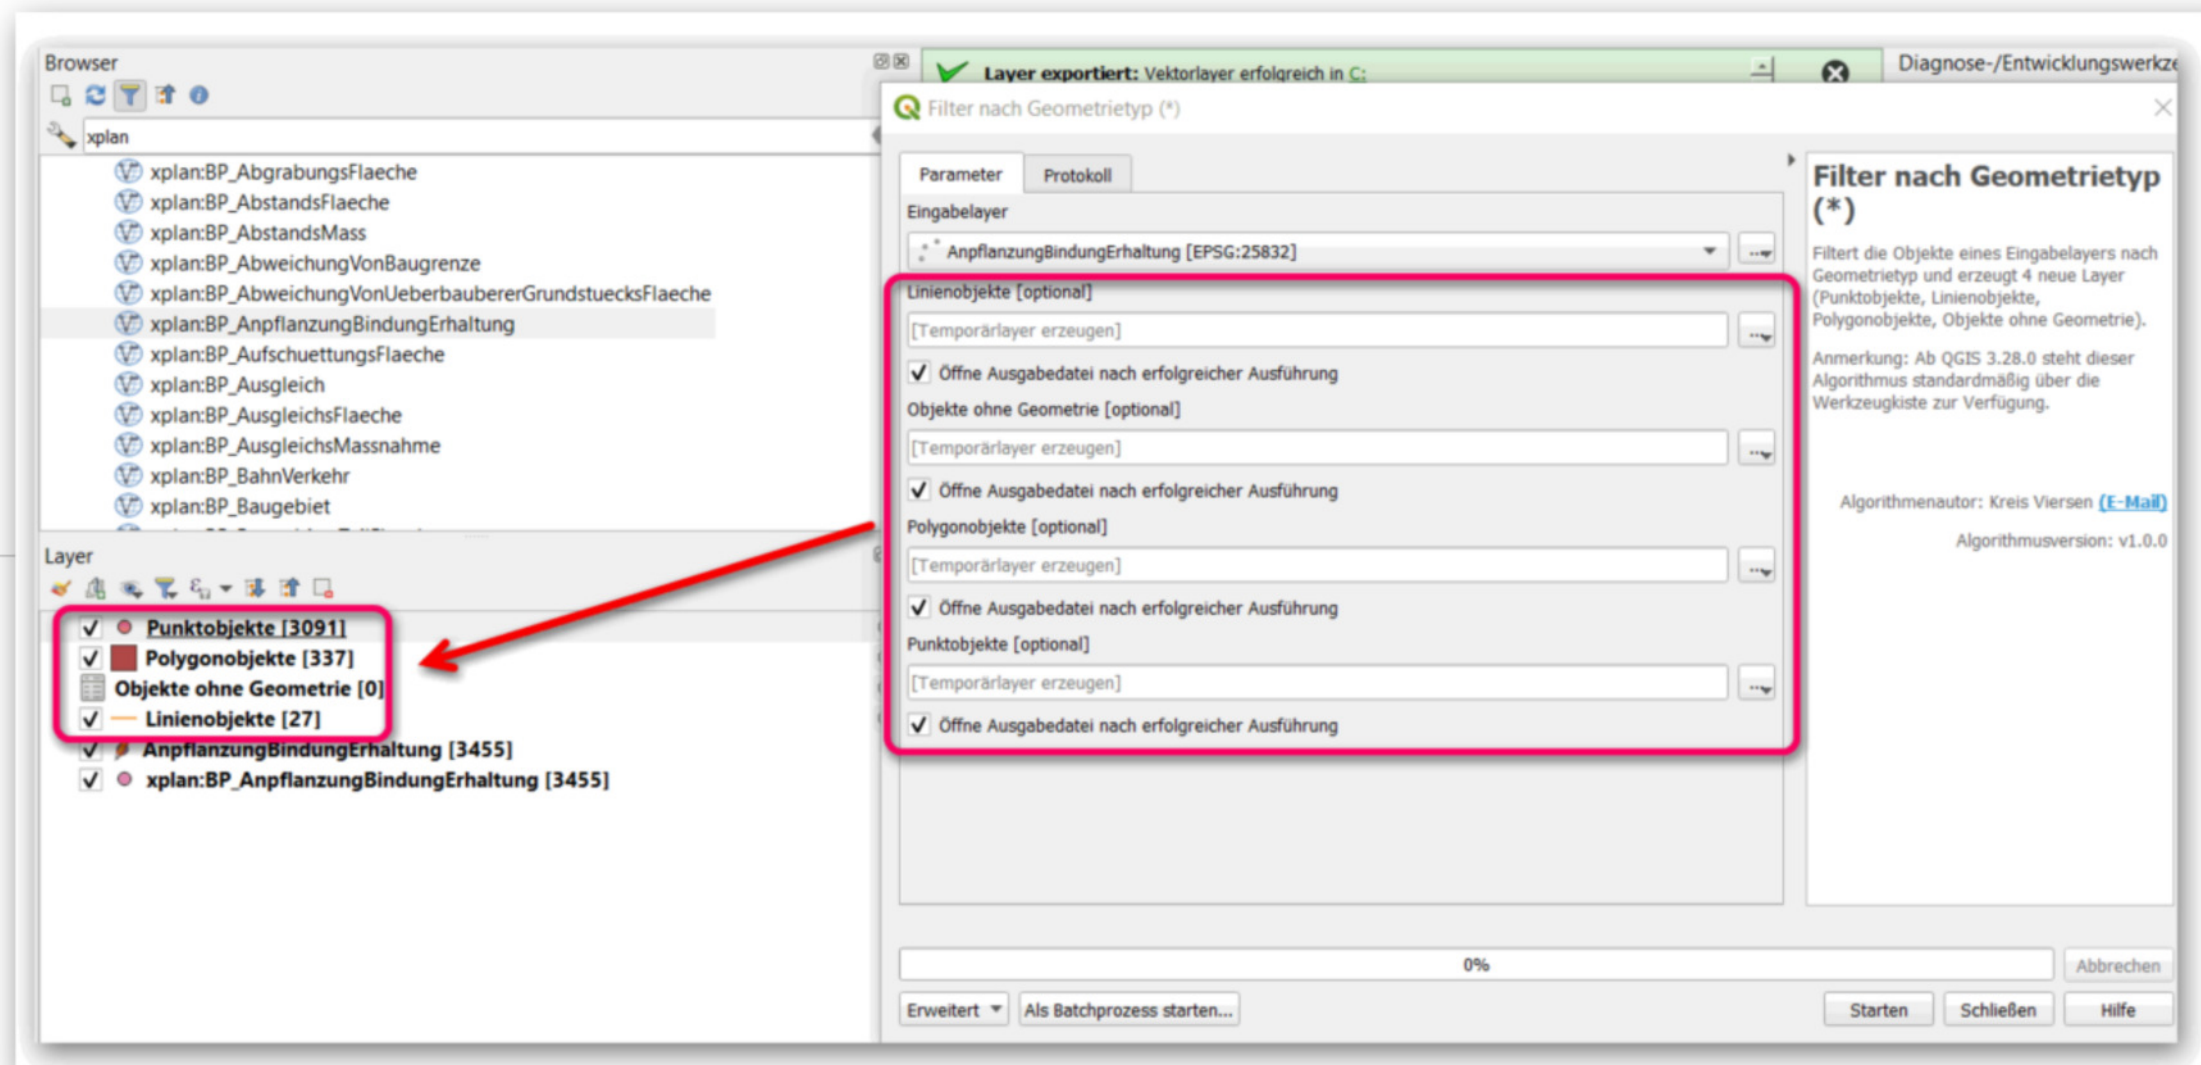 Browser
xplan
xplan:BP_AbgrabungsFlaeche
xplan:BP_AbstandsFlaeche
xplan:BP_AbstandsMass
xplan:BP_AbweichungVonBaugrenze
xplan:BP_AbweichungVonUeberbaubererGrundstuecksFlaeche
xplan:BP_AnpflanzungBindungErhaltung
xplan:BP_AufschuettungsFlaeche
xplan:BP_Ausgleich
xplan:BP_AusgleichsFlaeche
xplan:BP_AusgleichsMassnahme
xplan:BP_BahnVerkehr
xplan:BP_Baugebiet
Layer
Punktobjekte [3091]
Polygonobjekte [337]
Objekte ohne Geometrie [0]
Linienobjekte [27]
AnpflanzungBindungErhaltung [3455]
xplan:BP_AnpflanzungBindungErhaltung [3455]
Layer exportiert: Vektorlayer erfolgreich in C:
Diagnose-/Entwicklungswerkze
Filter nach Geometrietyp (*)
Parameter
Protokoll
Eingabelayer
AnpflanzungBindungErhaltung [EPSG:25832]
Linienobjekte [optional]
[Temporärlayer erzeugen]
Öffne Ausgabedatei nach erfolgreicher Ausführung
Objekte ohne Geometrie [optional]
[Temporärlayer erzeugen]
Öffne Ausgabedatei nach erfolgreicher Ausführung
Polygonobjekte [optional]
[Temporärlayer erzeugen]
Öffne Ausgabedatei nach erfolgreicher Ausführung
Punktobjekte [optional]
[Temporärlayer erzeugen]
Öffne Ausgabedatei nach erfolgreicher Ausführung
Filter nach Geometrietyp
(*)
Filtert die Objekte eines Eingabelayers nach
Geometrietyp und erzeugt 4 neue Layer
(Punktobjekte, Linienobjekte,
Polygonobjekte, Objekte ohne Geometrie).
Anmerkung: Ab QGIS 3.28.0 steht dieser
Algorithmus standardmäßig über die
Werkzeugkiste zur Verfügung.
Algorithmenautor: Kreis Viersen (E-Mail)
Algorithmusversion: v1.0.0
0%
Abbrechen
Erweitert
Als Batchprozess starten...
Starten
Schließen
Hilfe